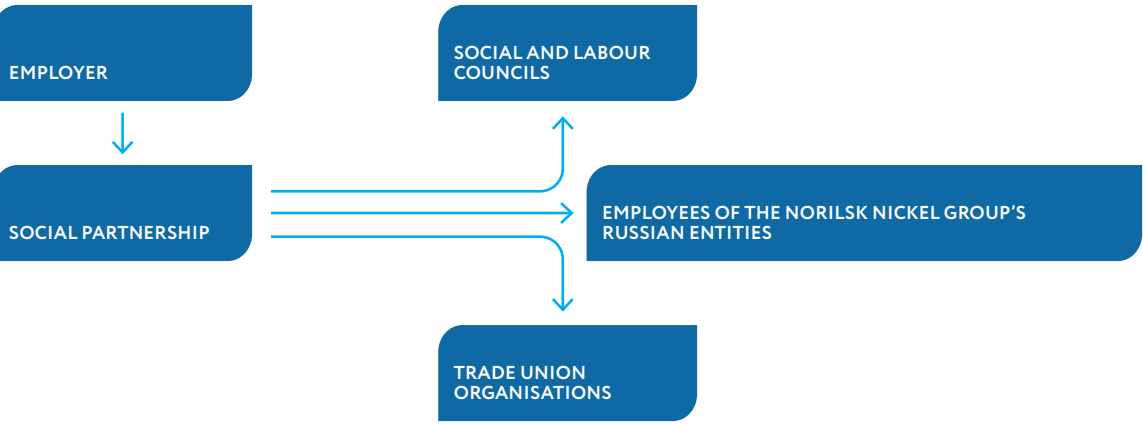 EMPLOYER
SOCIAL AND LABOUR
COUNCILS
SOCIAL PARTNERSHIP
EMPLOYEES OF THE NORILSK NICKEL GROUP'S
RUSSIAN ENTITIES
TRADE UNION
ORGANISATIONS